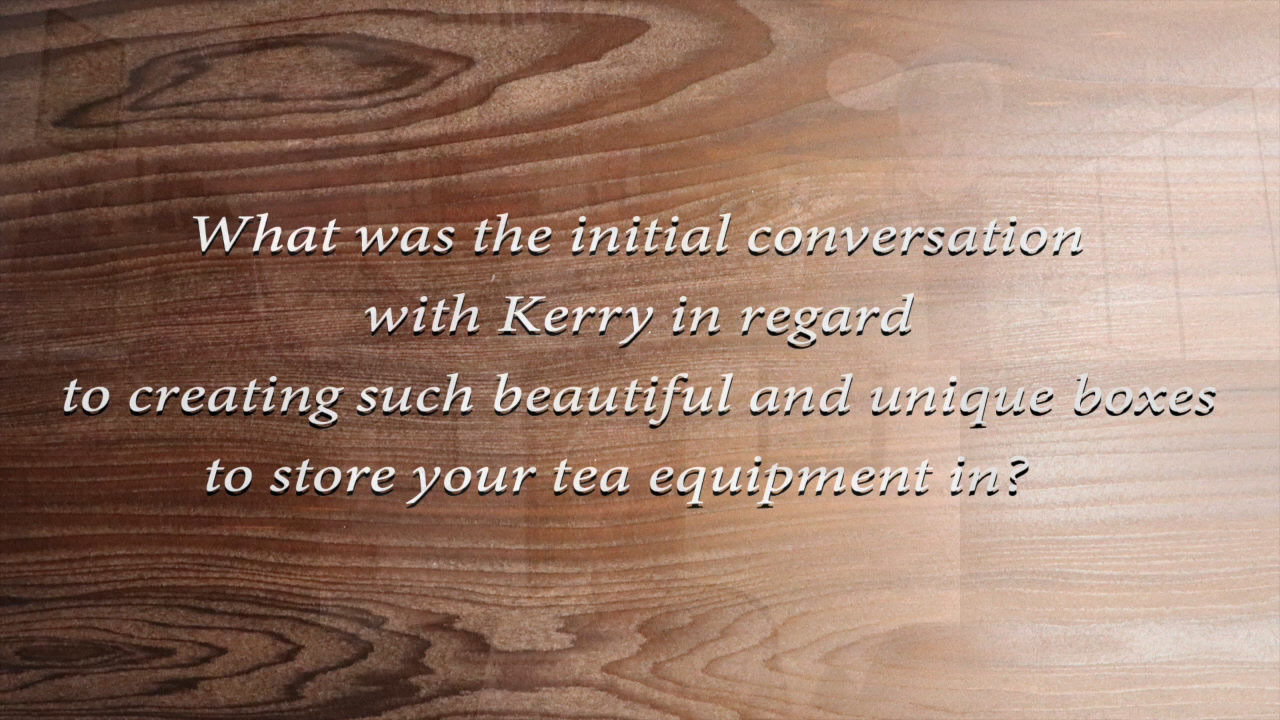 What was the initial conversation
with Kerry in regard
to creating such beautiful and unique boxes
to store your tea equipment in?